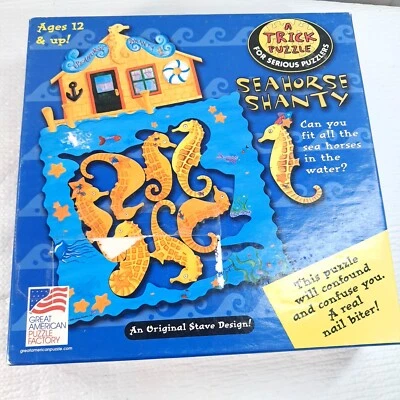 Ages 12
& up!
A
TRICK
PUZZLE
FOR SERIOUS PUZZLERS
SEAHORSE
SHANTY
Can you
fit all the
sea horses
in the
water?
This puzzle
will confound
and confuse you.
A real
nail biter!
An Original Stave Design!
GREAT
AMERICAN
PUZZLE
FACTORY
greatamericanpuzzle.com